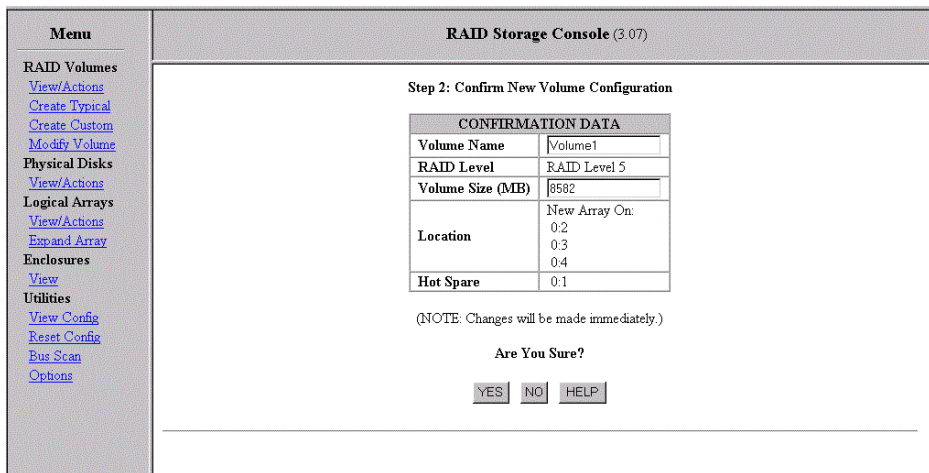 Menu
RAID Volumes
View/Actions
Create Typical
Create Custom
Modify Volume
Physical Disks
View/Actions
Logical Arrays
View/Actions
Expand Array
Enclosures
View
Utilities
View Config
Reset Config
Bus Scan
Options
RAID Storage Console (3.07)
Step 2: Confirm New Volume Configuration
CONFIRMATION DATA
Volume Name Volume1
RAID Level RAID Level 5
Volume Size (MB) 8582
Location New Array On:
0:2
0:3
0:4
Hot Spare 0:1
(NOTE: Changes will be made immediately.)
Are You Sure?
YES NO HELP